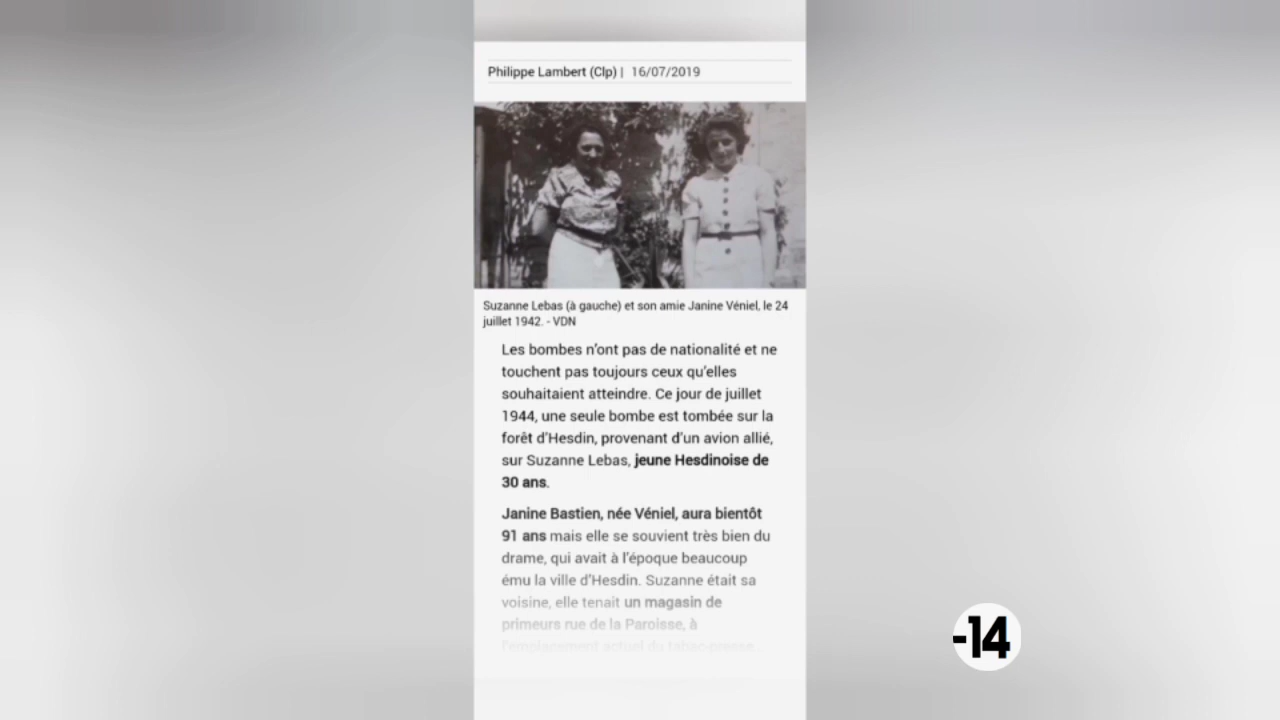 Philippe Lambert (Clp) | 16/07/2019
Suzanne Lebas (à gauche) et son amie Janine Véniel, le 24
juillet 1942. - VDN
Les bombes n'ont pas de nationalité et ne
touchent pas toujours ceux qu'elles
souhaitaient atteindre. Ce jour de juillet
1944, une seule bombe est tombée sur la
forêt d'Hesdin, provenant d'un avion allié,
sur Suzanne Lebas, jeune Hesdinoise de
30 ans.
Janine Bastien, née Véniel, aura bientôt
91 ans mais elle se souvient très bien du
drame, qui avait à l'époque beaucoup
ému la ville d'Hesdin. Suzanne était sa
voisine, elle tenait un magasin de
primeurs rue de la Paroisse, à
l'emplacement actuel du tabac-presse
-14